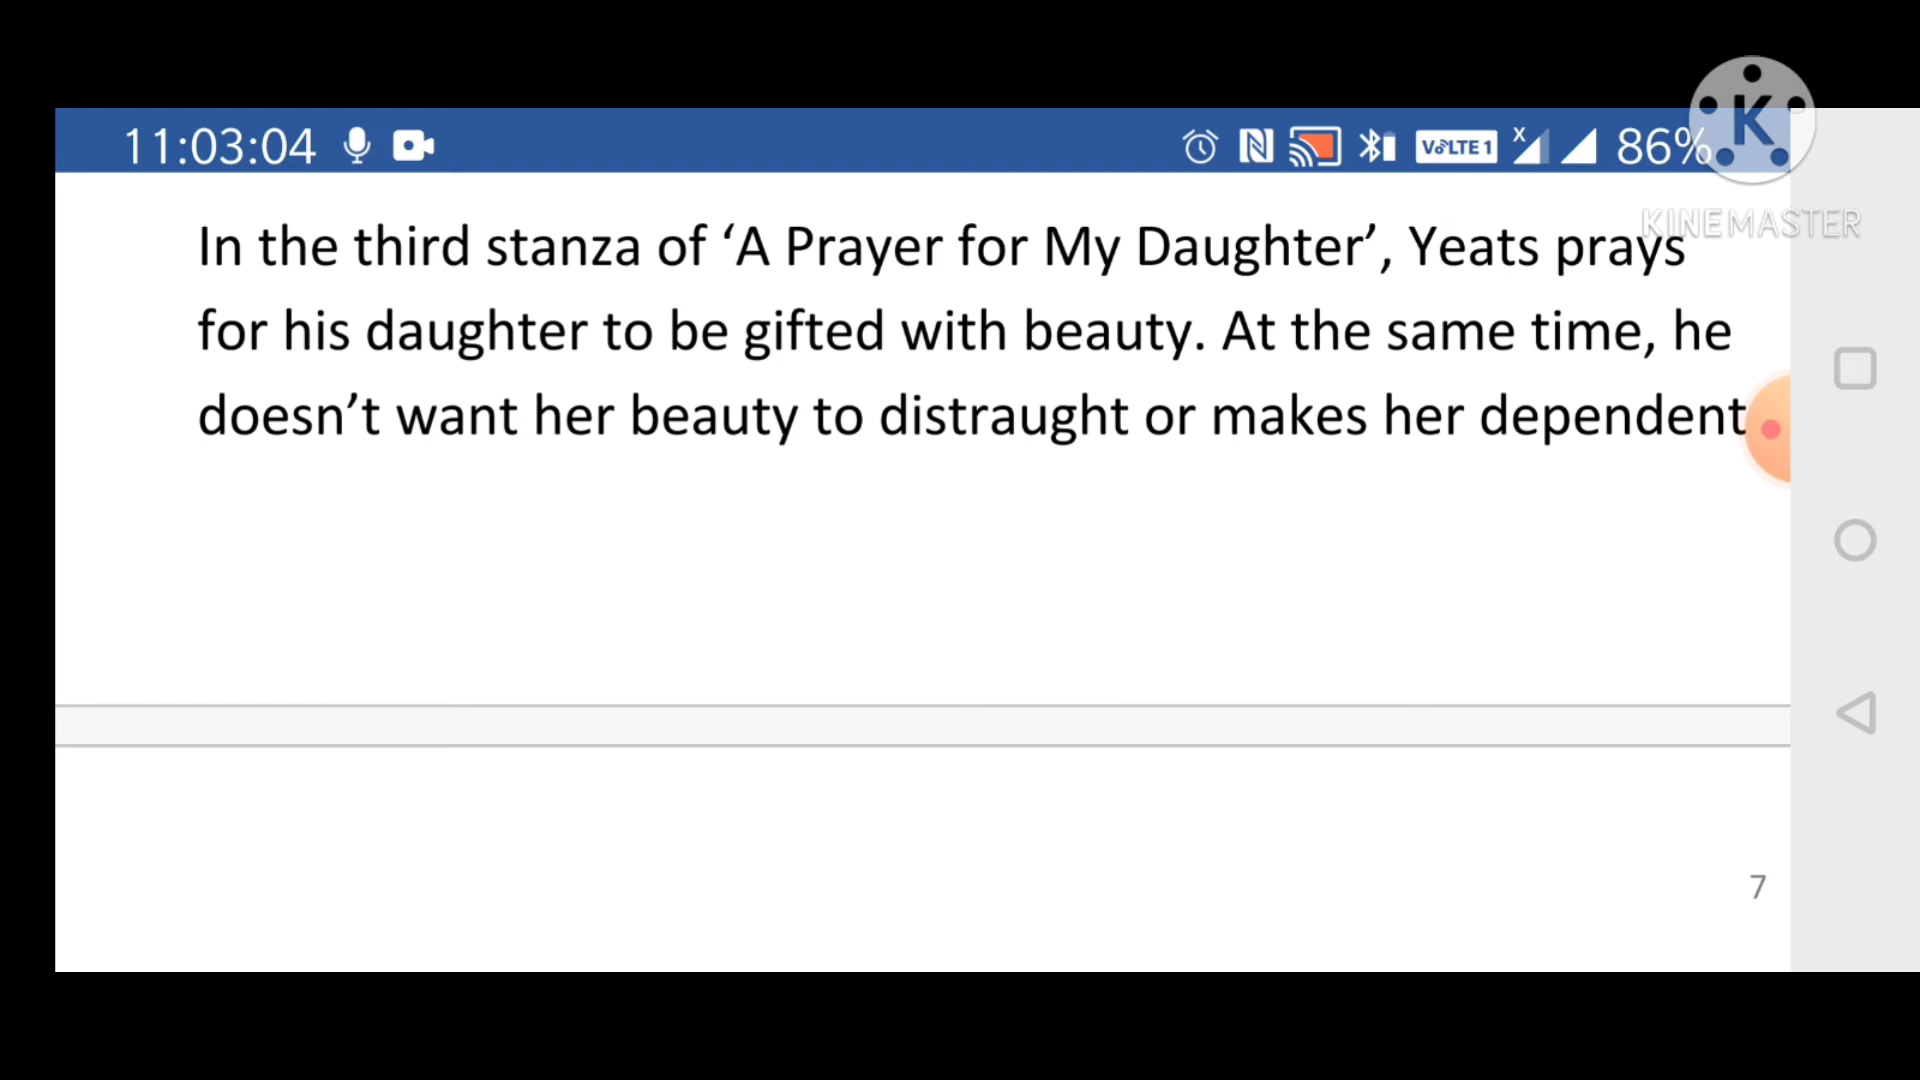 11:03:04 VoLTE 1 x 86%
K
KINEMASTER
In the third stanza of ‘A Prayer for My Daughter’, Yeats prays
for his daughter to be gifted with beauty. At the same time, he
doesn’t want her beauty to distraught or makes her dependent
7